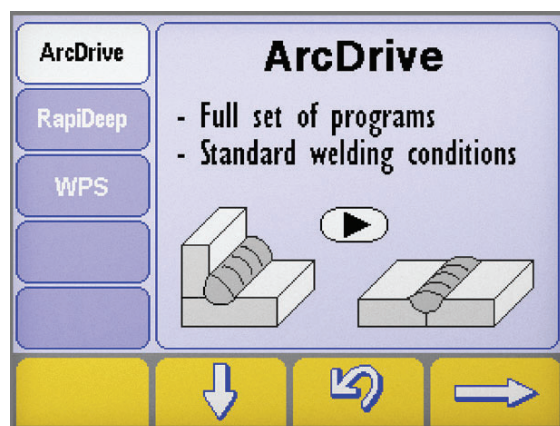 ArcDrive
RapiDeep
WPS
ArcDrive
- Full set of programs
- Standard welding conditions